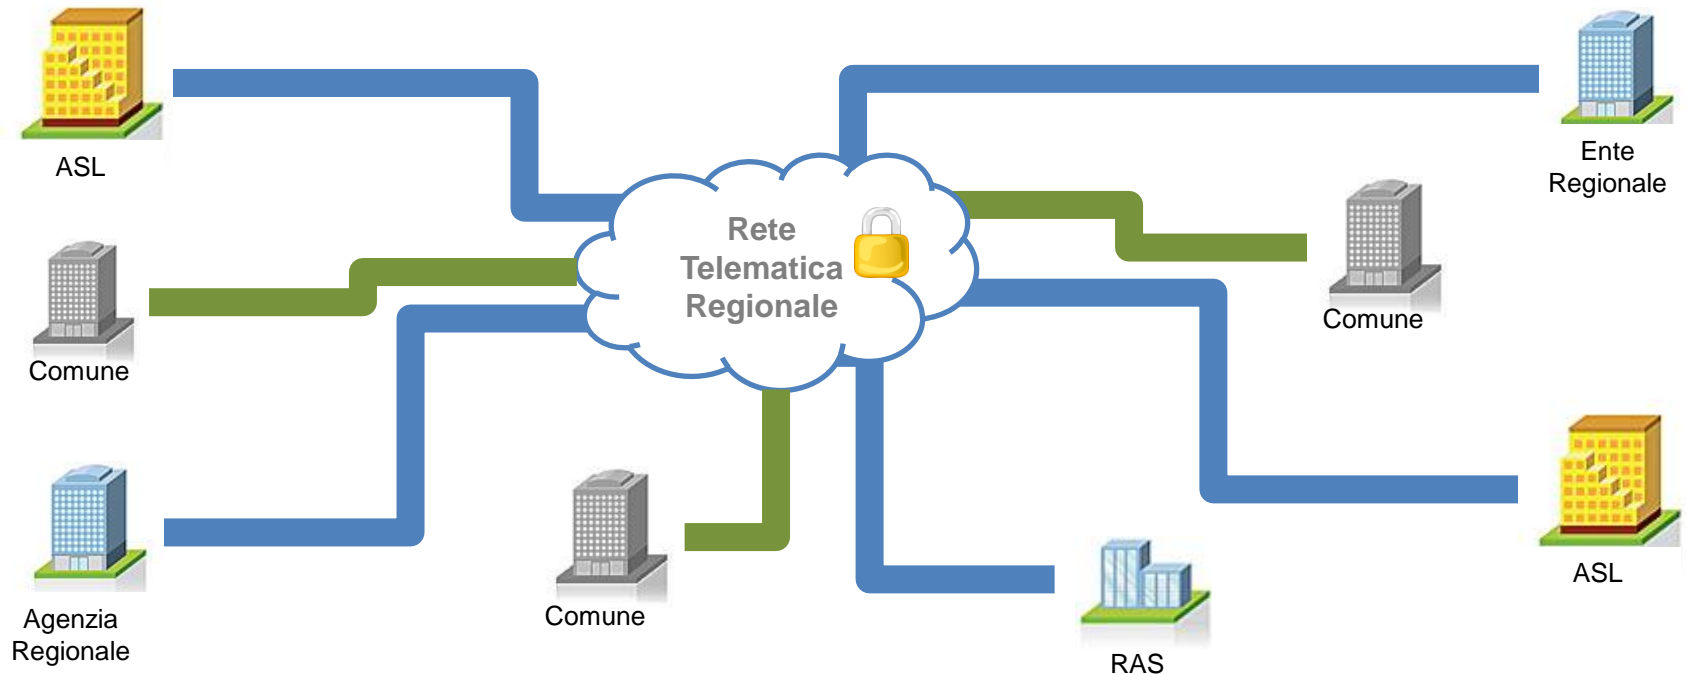 ASL
Ente
Regionale
Rete
Telematica
Regionale
Comune
Comune
ASL
Agenzia
Regionale
Comune
RAS